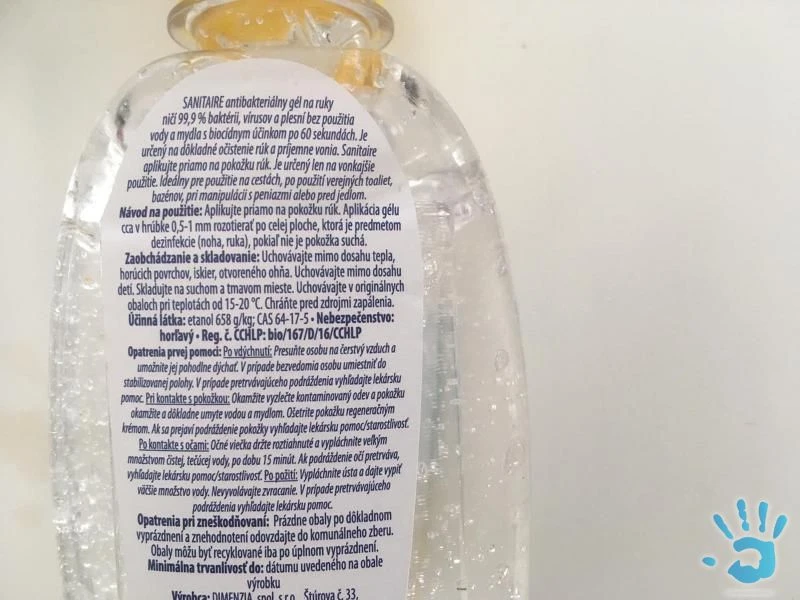 SANITAIRE antibakteriálny gél na ruky
ničí 99,9 % baktérií, vírusov a plesní bez použitia
vody a mydla s biocídnym účinkom po 60 sekundách. Je
určený na dôkladné očistenie rúk a príjemne vonia. Sanitaire
aplikujte priamo na pokožku rúk. Je určený len na vonkajšie
použitie. Ideálny pre použitie na cestách, po použití verejných toaliet,
bazénov, pri manipulácii s peniazmi alebo pred jedlom.
Návod na použitie: Aplikujte priamo na pokožku rúk. Aplikácia gélu
cca v hrúbke 0,5-1 mm rozotierať po celej ploche, ktorá je predmetom
dezinfekcie (noha, ruka), pokiaľ nie je pokožka suchá.
Zaobchádzanie a skladovanie: Uchovávajte mimo dosahu tepla,
horúcich povrchov, iskier, otvoreného ohňa. Uchovávajte mimo dosahu
detí. Skladujte na suchom a tmavom mieste. Uchovávajte v originálnych
obaloch pri teplotách od 15-20 °C. Chráňte pred zdrojmi zapálenia.
Účinná látka: etanol 658 g/kg; CAS 64-17-5 • Nebezpečenstvo:
horľavý • Reg. č. CCHLP: bio/167/D/16/CCHLP
Opatrenia prvej pomoci: Po vdýchnutí: Presuňte osobu na čerstvý vzduch a
umožnite jej pohodlne dýchať. V prípade bezvedomia osobu umiestniť do
stabilizovanej polohy. V prípade pretrvávajúceho podráždenia vyhľadajte lekársku
pomoc. Pri kontakte s pokožkou: Okamžite vyzlečte kontaminovaný odev a pokožku
okamžite a dôkladne umyte vodou a mydlom. Ošetrite pokožku regeneračným
krémom. Ak sa prejaví podráždenie pokožky vyhľadajte lekársku pomoc/starostlivosť.
Po kontakte s očami: Očné viečka držte roztiahnuté a vypláchnite veľkým
množstvom čistej, tečúcej vody, po dobu 15 minút. Ak podráždenie očí pretrváva,
vyhľadajte lekársku pomoc/starostlivosť. Po požití: Vypláchnite ústa a dajte vypiť
väčšie množstvo vody. Nevyvolávajte zvracanie. V prípade pretrvávajúceho
podráždenia vyhľadajte lekársku pomoc.
Opatrenia pri zneškodňovaní: Prázdne obaly po dôkladnom
vyprázdnení a znehodnotení odovzdajte do komunálneho zberu.
Obaly môžu byť recyklované iba po úplnom vyprázdnení.
Minimálna trvanlivosť do: dátumu uvedeného na obale
výrobku
Výrobca: DIMENZIA, spol. s r.o., Štúrova č. 33,